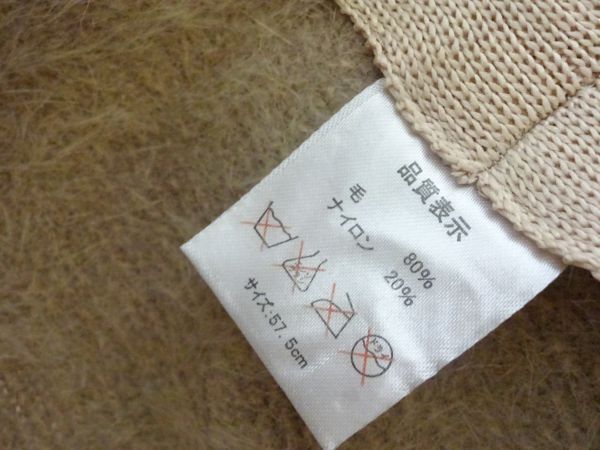 品質表示
毛 80%
ナイロン 20%
サイズ:57.5cm